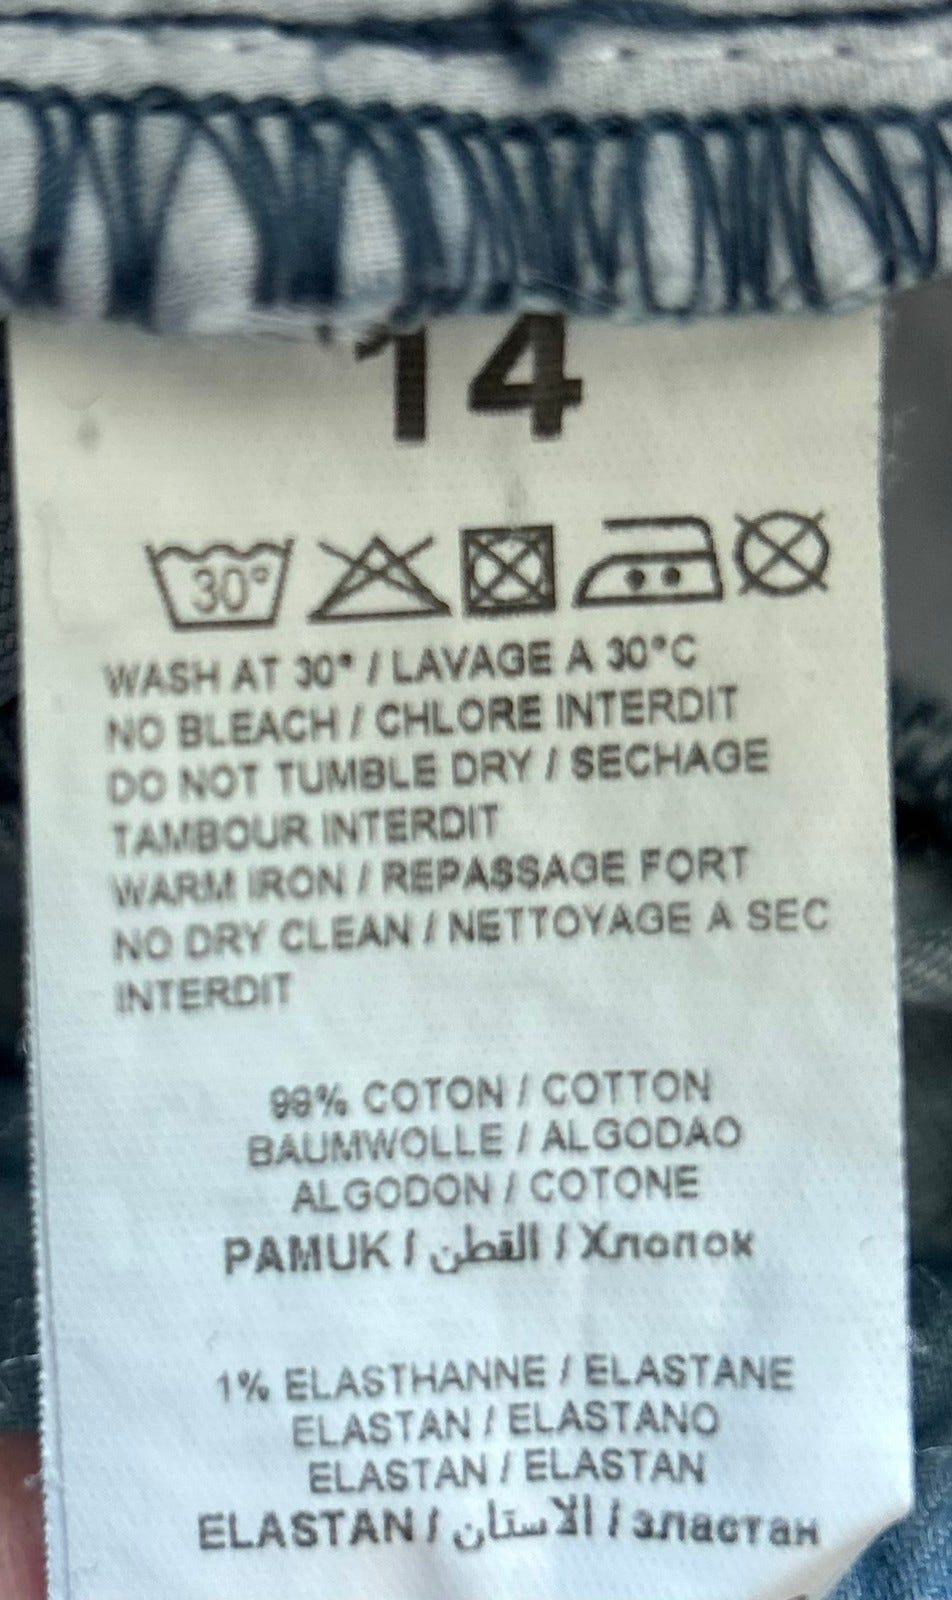 14
30°
WASH AT 30° / LAVAGE A 30°C
NO BLEACH / CHLORE INTERDIT
DO NOT TUMBLE DRY / SECHAGE
TAMBOUR INTERDIT
WARM IRON / REPASSAGE FORT
NO DRY CLEAN / NETTOYAGE A SEC
INTERDIT
99% COTON / COTTON
BAUMWOLLE / ALGODAO
ALGODON / COTONE
PAMUK / القطن / Хлопок
1% ELASTHANNE / ELASTANE
ELASTAN / ELASTANO
ELASTAN / ELASTAN
ELASTAN / الاستان / эластан